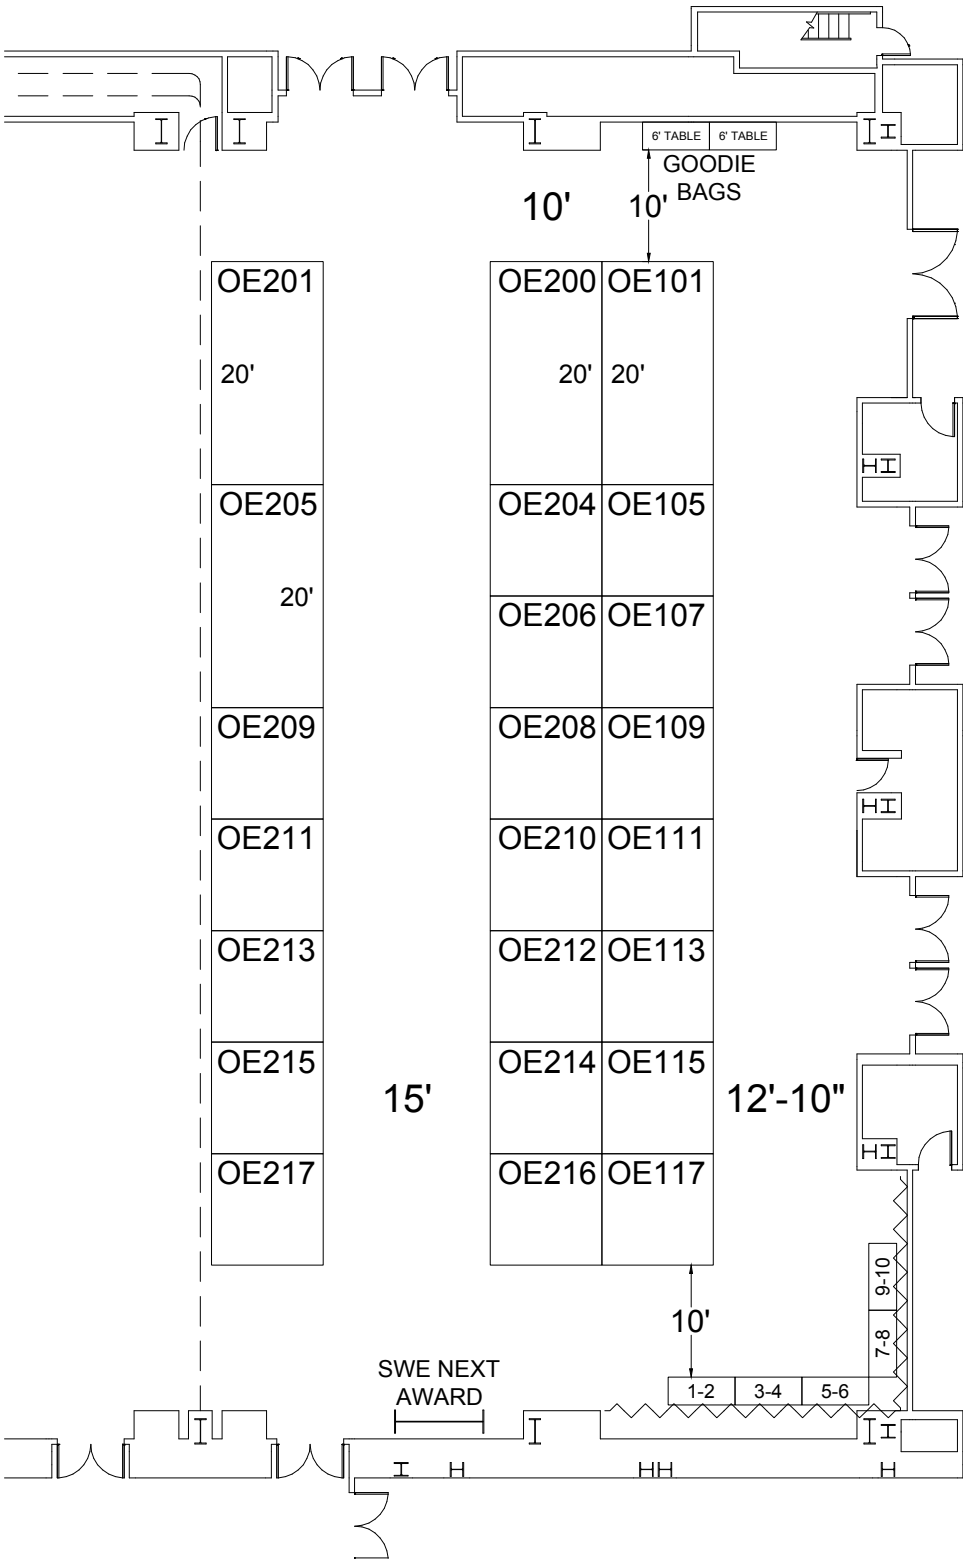 6' TABLE 6' TABLE
GOODIE
BAGS
10' 10'
OE201 OE200 OE101
20' 20' 20'
OE205 OE204 OE105
20' OE206 OE107
OE209 OE208 OE109
OE211 OE210 OE111
OE213 OE212 OE113
OE215 OE214 OE115
15' 12'-10"
OE217 OE216 OE117
9-10
7-8
10'
SWE NEXT
AWARD
1-2 3-4 5-6